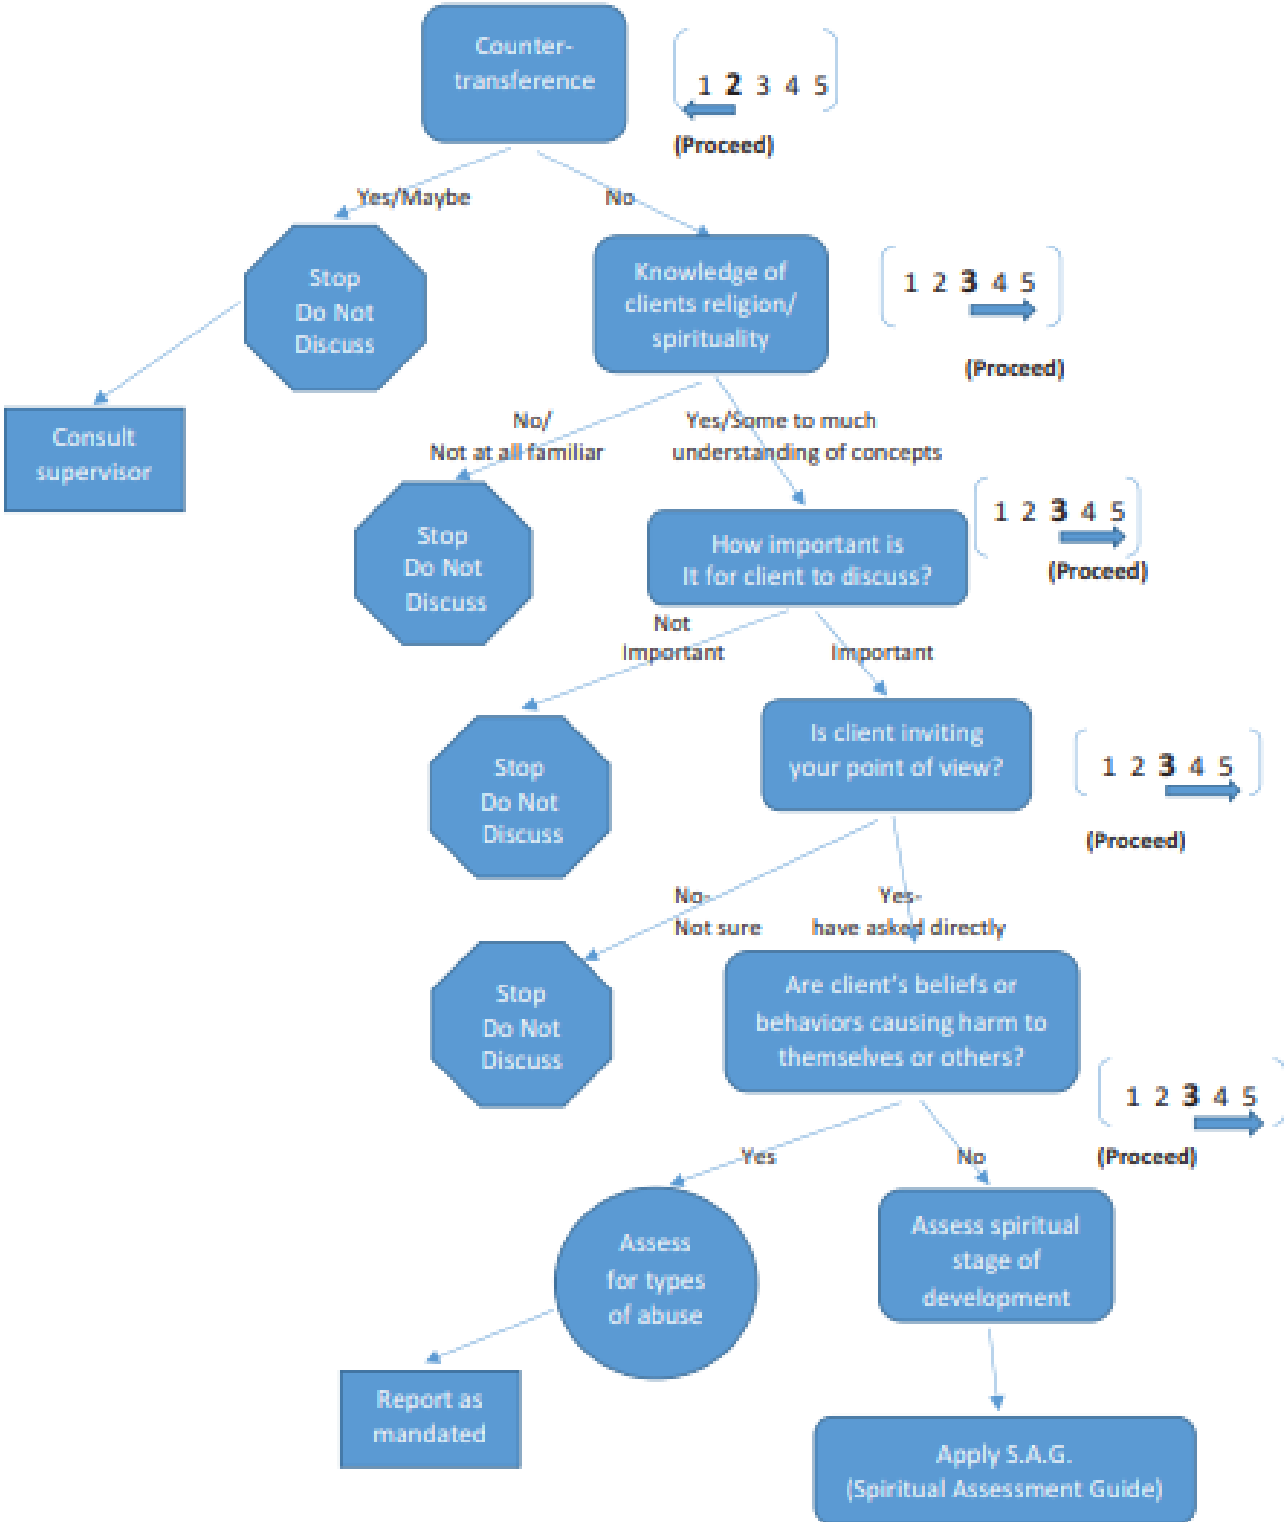 Counter-
transference
1 2 3 4 5
(Proceed)
Yes/Maybe
No
Stop
Do Not
Discuss
Knowledge of
clients religion/
spirituality
1 2 3 4 5
(Proceed)
Consult
supervisor
No/
Not at all familiar
Yes/Some to much
understanding of concepts
Stop
Do Not
Discuss
How important is
It for client to discuss?
1 2 3 4 5
(Proceed)
Not
important
important
Stop
Do Not
Discuss
Is client inviting
your point of view?
1 2 3 4 5
(Proceed)
No-
Not sure
Yes-
have asked directly
Stop
Do Not
Discuss
Are client's beliefs or
behaviors causing harm to
themselves or others?
1 2 3 4 5
(Proceed)
Yes
No
Assess
for types
of abuse
Assess spiritual
stage of
development
Report as
mandated
Apply S.A.G.
(Spiritual Assessment Guide)